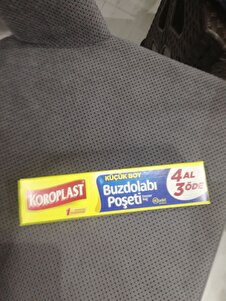 KOROPLAST
KÜÇÜK BOY
Buzdolabı
Poşeti
4 AL
3 ÖDE